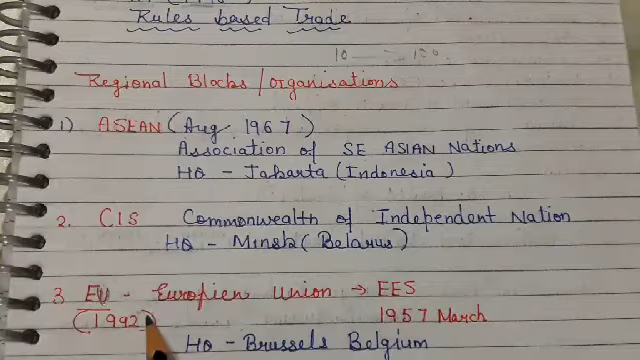 Rules based Trade
10 — 100
Regional Blocks/organisations
1) ASEAN (Aug 1967)
Association of SE ASIAN Nations
HQ - Jakarta (Indonesia)
2. CIS Commonwealth of Independent Nation
HQ - Minsk (Belarus)
3 EU - Europien Union → EES
(1992) 1957 March
HQ - Brussels Belgium